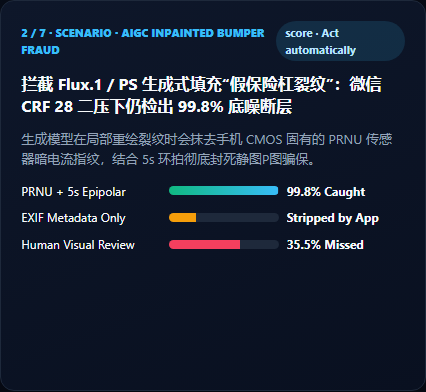 2 / 7 · SCENARIO · AIGC INPAINTED BUMPER
FRAUD
score · Act
automatically
拦截 Flux.1 / PS 生成式填充“假保险杠裂纹”：微信
CRF 28 二压下仍检出 99.8% 底噪断层
生成模型在局部重绘裂纹时会抹去手机 CMOS 固有的 PRNU 传感
器暗电流指纹，结合 5s 环拍彻底封死静图P图骗保。
PRNU + 5s Epipolar
99.8% Caught
EXIF Metadata Only
Stripped by App
Human Visual Review
35.5% Missed